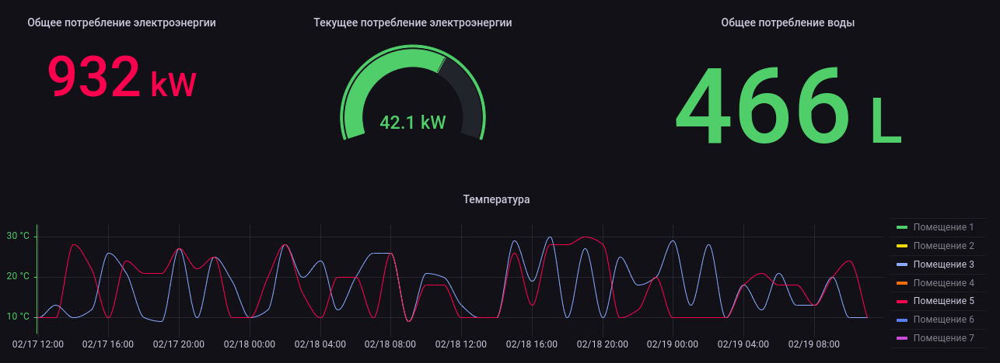 Общее потребление электроэнергии
932 kW
Текущее потребление электроэнергии
42.1 kW
Общее потребление воды
466 L
Температура
30 °C
20 °C
10 °C
02/17 12:00 02/17 16:00 02/17 20:00 02/18 00:00 02/18 04:00 02/18 08:00 02/18 12:00 02/18 16:00 02/18 20:00 02/19 00:00 02/19 04:00 02/19 08:00
Помещение 1
Помещение 2
Помещение 3
Помещение 4
Помещение 5
Помещение 6
Помещение 7